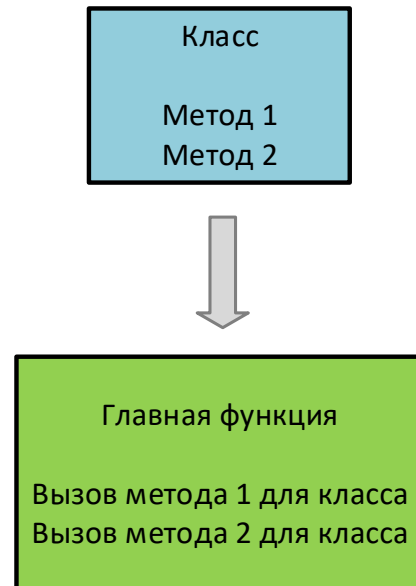 Класс
Метод 1
Метод 2
Главная функция
Вызов метода 1 для класса
Вызов метода 2 для класса